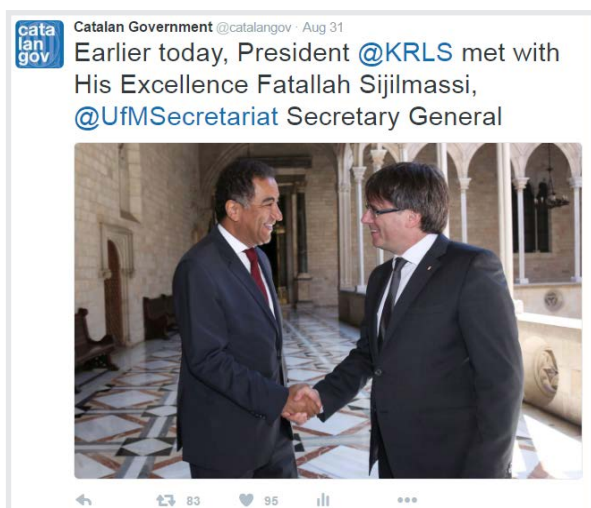 cata
lan
gov
Catalan Government @catalangov · Aug 31
Earlier today, President @KRLS met with
His Excellence Fatallah Sijilmassi,
@UfMSecretariat Secretary General
83 95